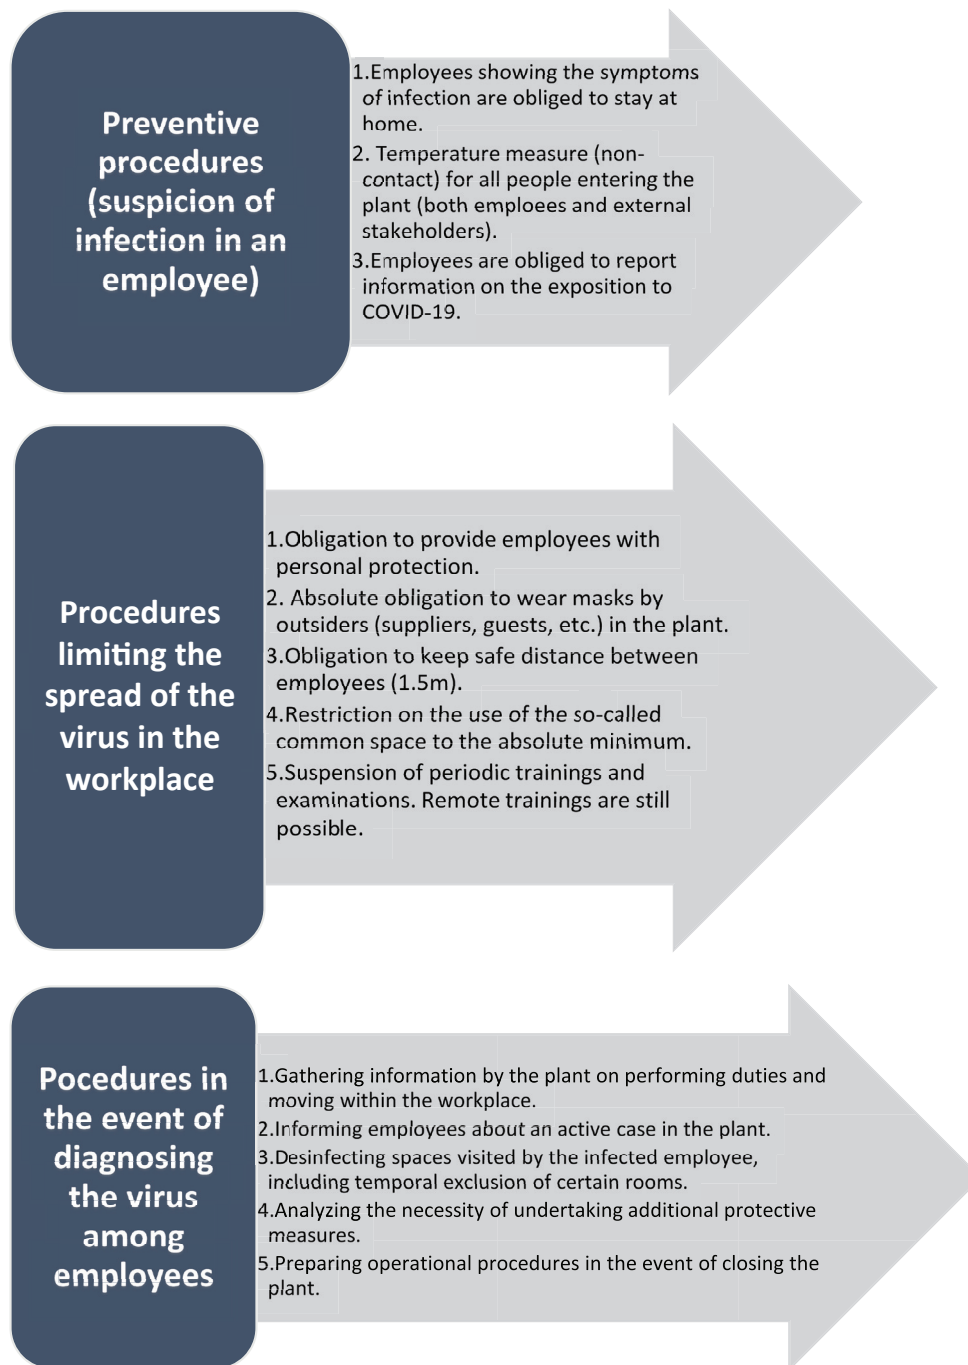 Preventive
procedures
(suspicion of
infection in an
employee)
1.Employees showing the symptoms
of infection are obliged to stay at
home.
2. Temperature measure (non-
contact) for all people entering the
plant (both emploees and external
stakeholders).
3.Employees are obliged to report
information on the exposition to
COVID-19.
Procedures
limiting the
spread of the
virus in the
workplace
1.Obligation to provide employees with
personal protection.
2. Absolute obligation to wear masks by
outsiders (suppliers, guests, etc.) in the plant.
3.Obligation to keep safe distance between
employees (1.5m).
4.Restriction on the use of the so-called
common space to the absolute minimum.
5.Suspension of periodic trainings and
examinations. Remote trainings are still
possible.
Pocedures in
the event of
diagnosing
the virus
among
employees
1.Gathering information by the plant on performing duties and
moving within the workplace.
2.Informing employees about an active case in the plant.
3.Desinfecting spaces visited by the infected employee,
including temporal exclusion of certain rooms.
4.Analyzing the necessity of undertaking additional protective
measures.
5.Preparing operational procedures in the event of closing the
plant.